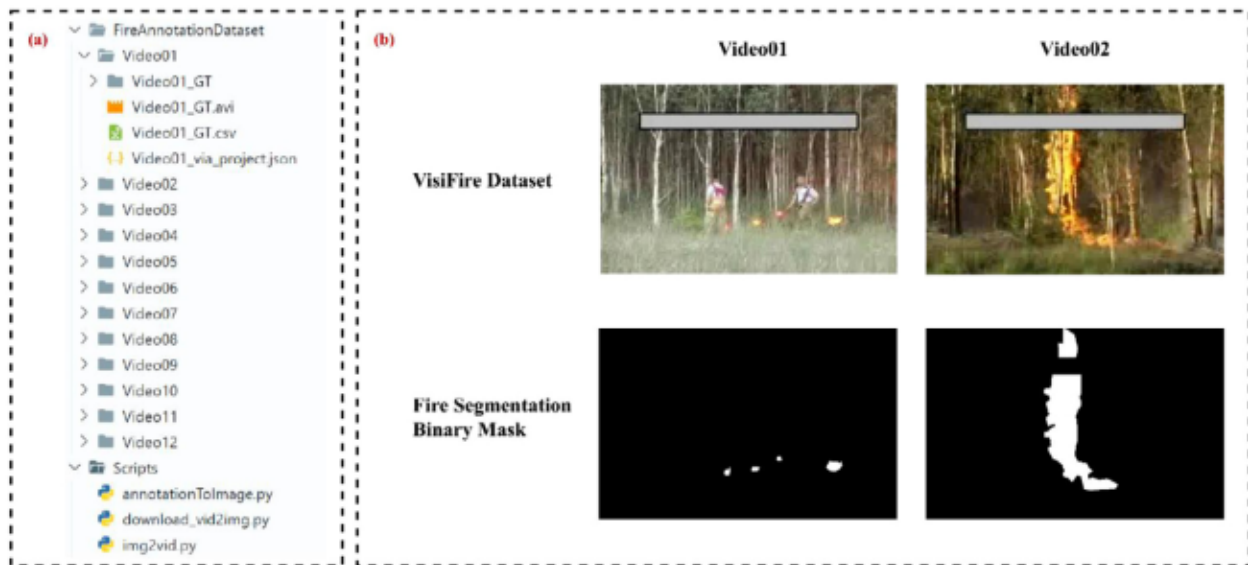 (a)
FireAnnotationDataset
Video01
Video01_GT
Video01_GT.avi
Video01_GT.csv
Video01_via_project.json
Video02
Video03
Video04
Video05
Video06
Video07
Video08
Video09
Video10
Video11
Video12
Scripts
annotationToImage.py
download_vid2img.py
img2vid.py
(b)
Video01 Video02
VisiFire Dataset
Fire Segmentation
Binary Mask